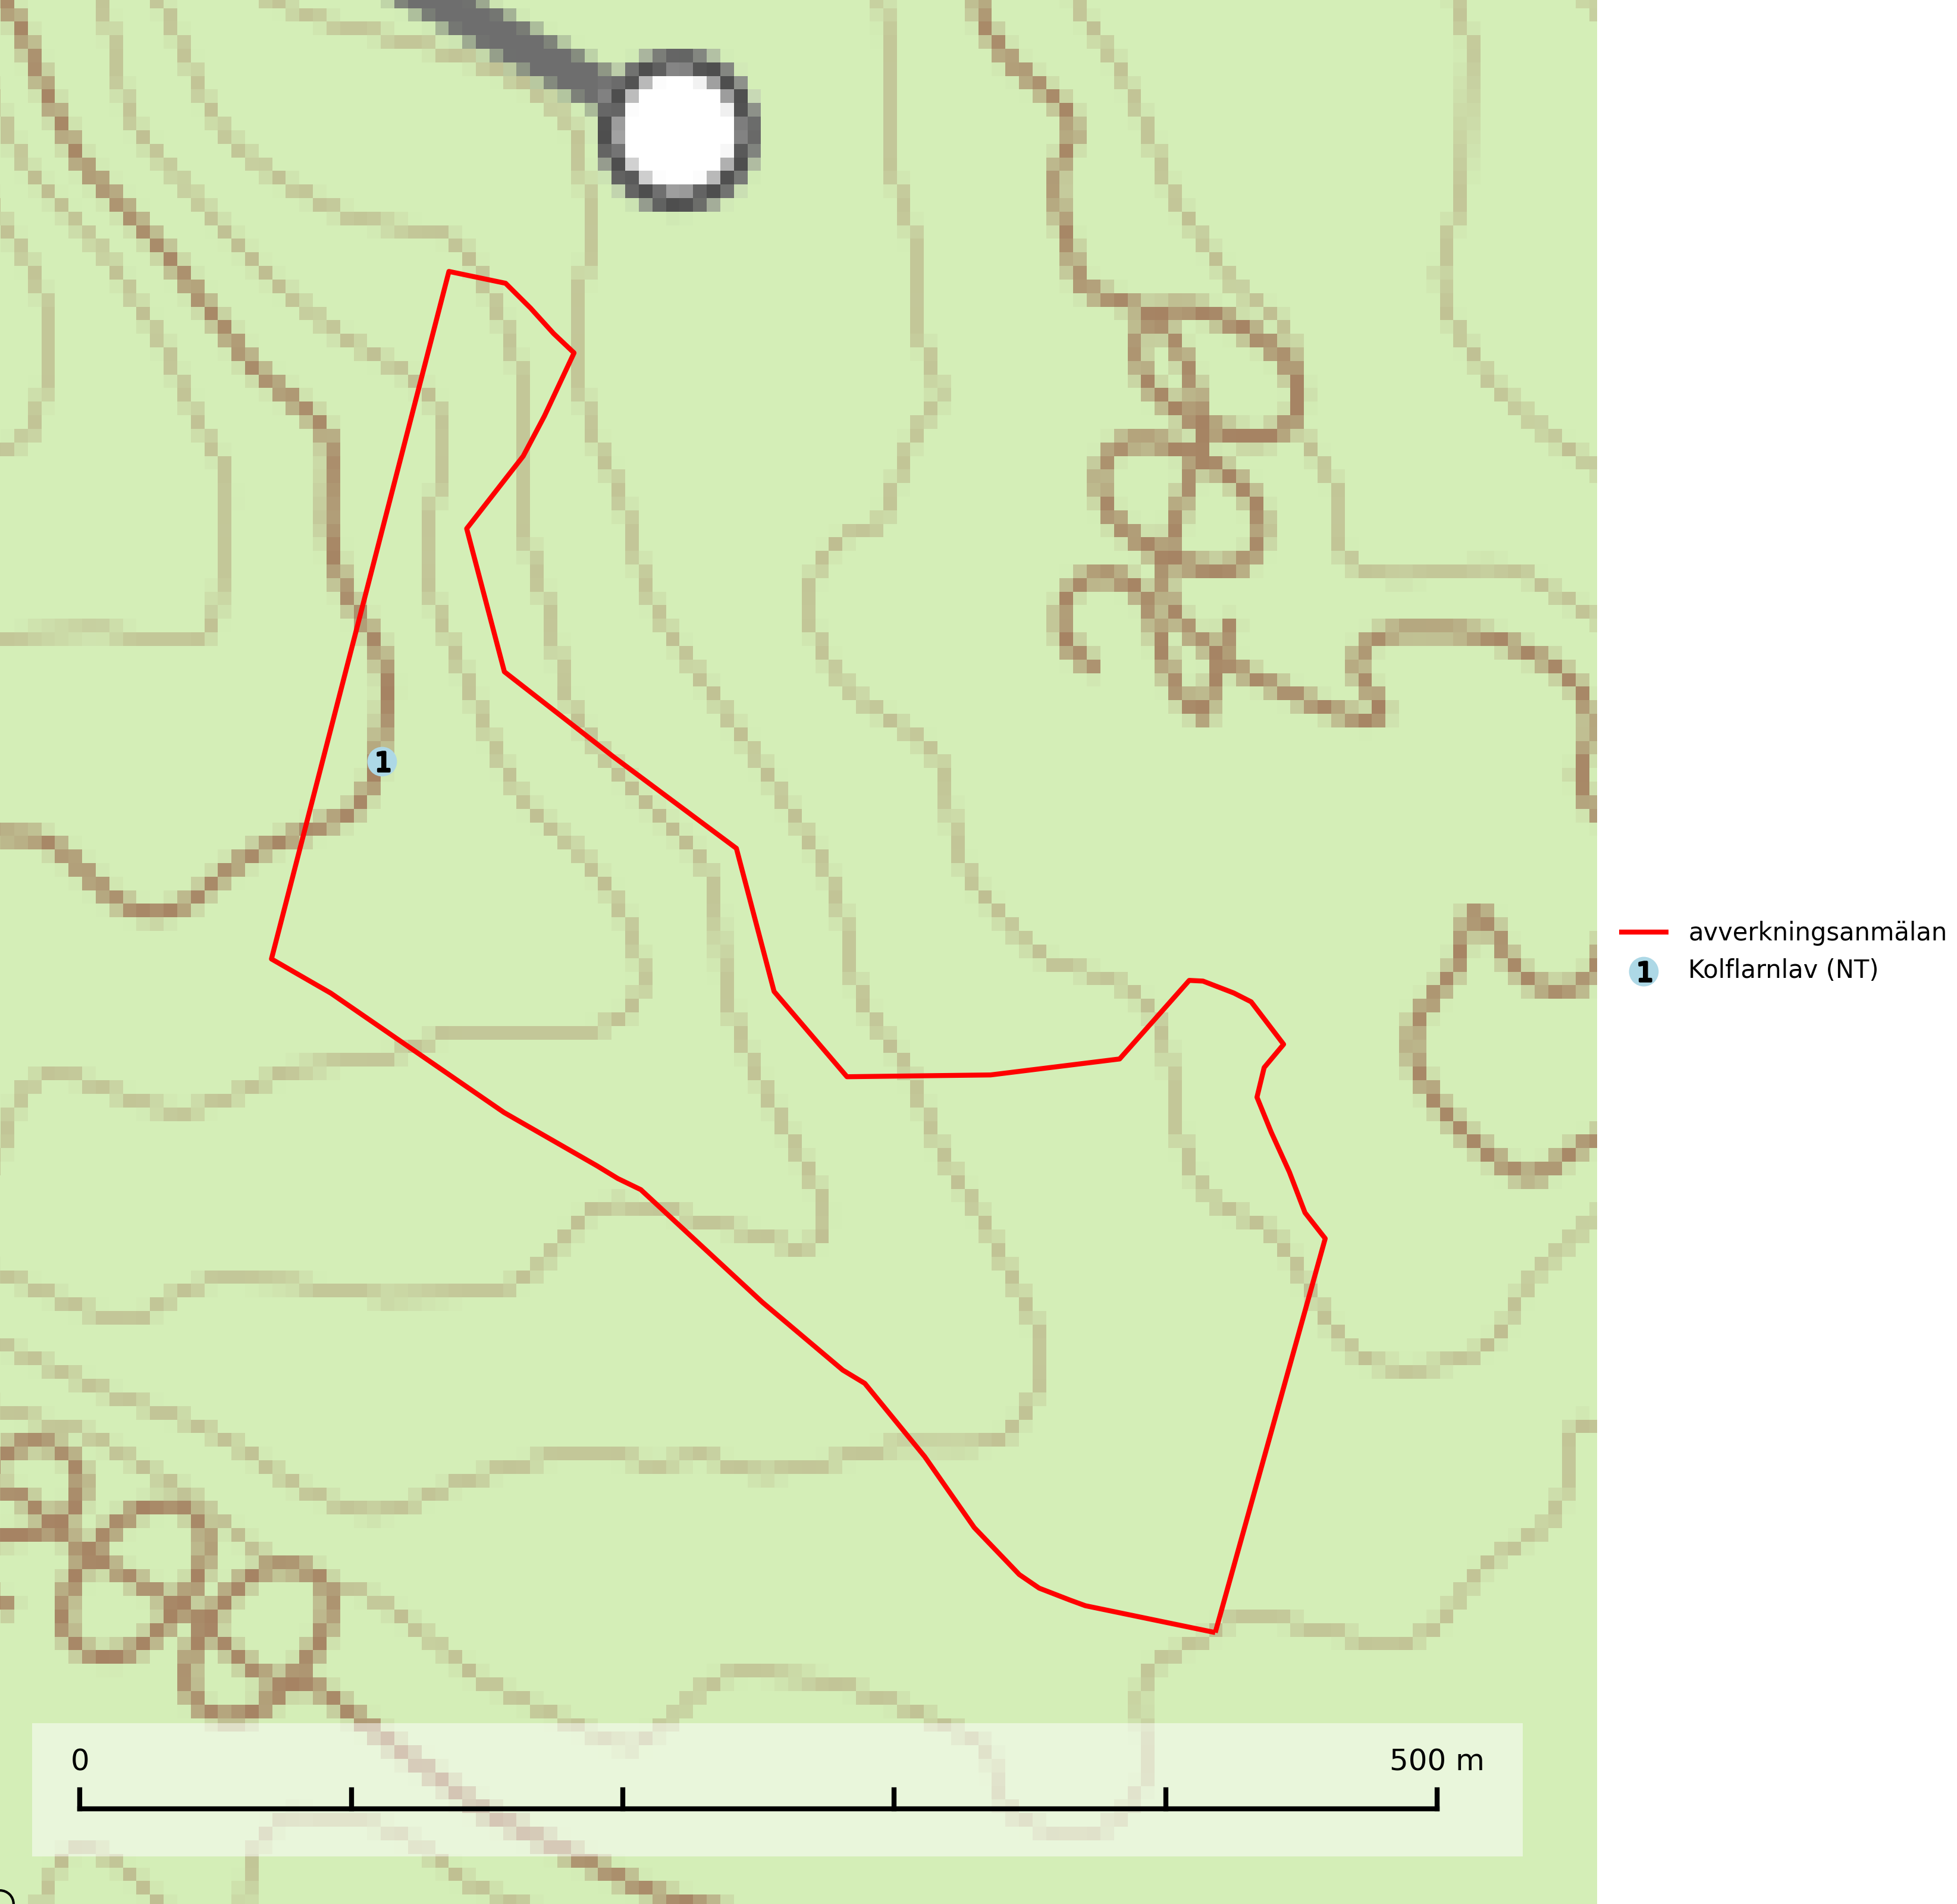 1
avverkningsanmälan
1 Kolflarnlav (NT)
0 500 m